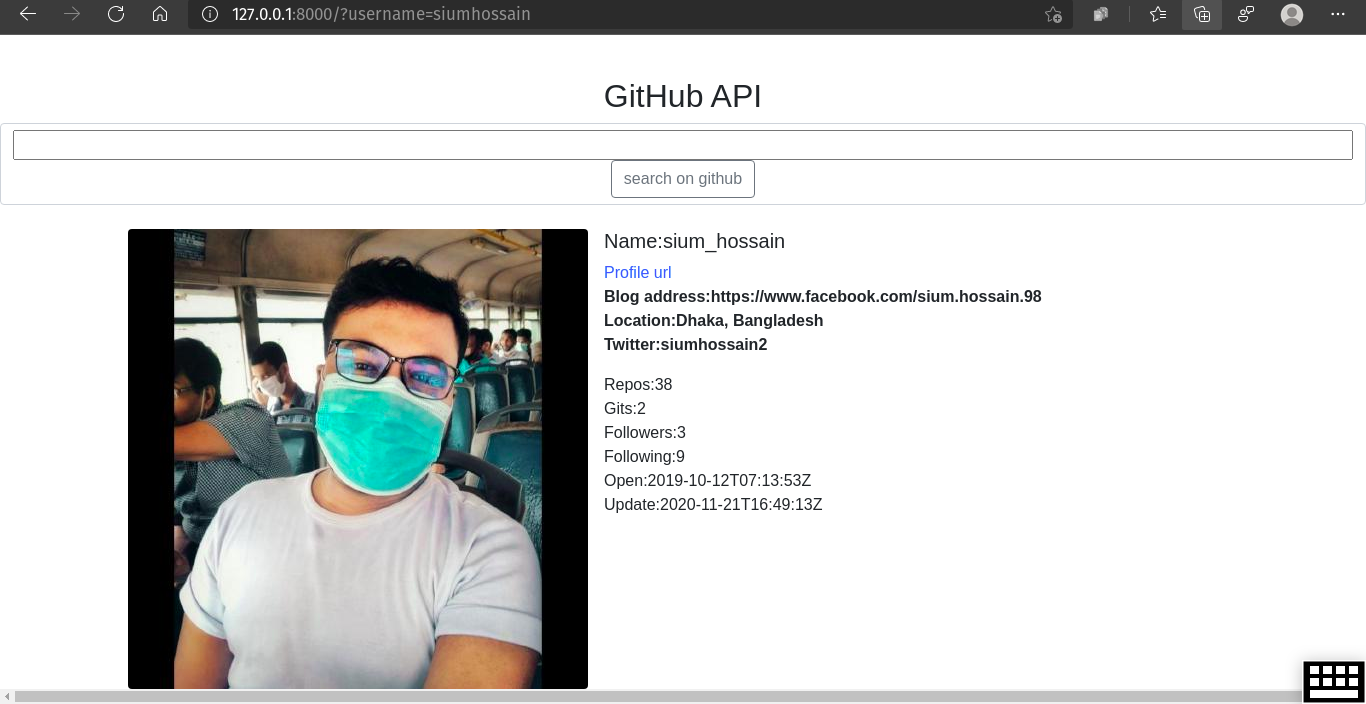 127.0.0.1:8000/?username=siumhossain
GitHub API
search on github
Name:sium_hossain
Profile url
Blog address:https://www.facebook.com/sium.hossain.98
Location:Dhaka, Bangladesh
Twitter:siumhossain2
Repos:38
Gits:2
Followers:3
Following:9
Open:2019-10-12T07:13:53Z
Update:2020-11-21T16:49:13Z